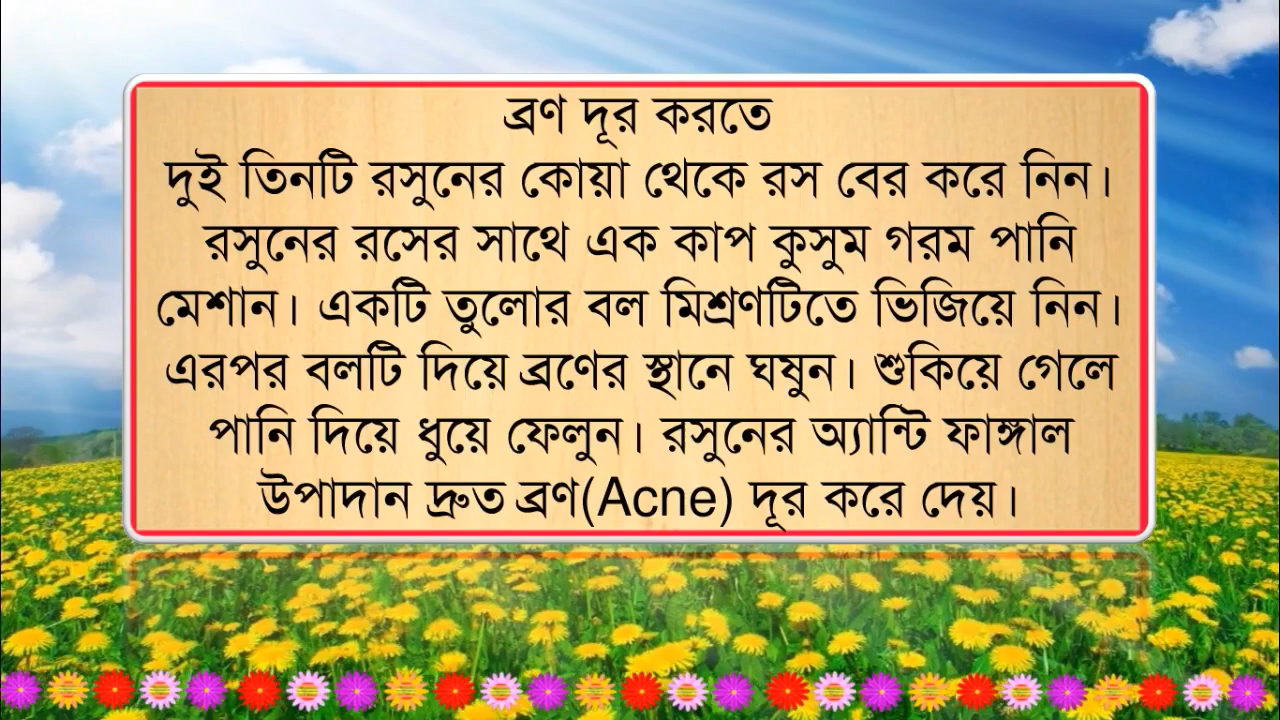 ব্রণ দূর করতে
দুই তিনটি রসুনের কোয়া থেকে রস বের করে নিন।
রসুনের রসের সাথে এক কাপ কুসুম গরম পানি
মেশান। একটি তুলোর বল মিশ্রণটিতে ভিজিয়ে নিন।
এরপর বলটি দিয়ে ব্রণের স্থানে ঘষুন। শুকিয়ে গেলে
পানি দিয়ে ধুয়ে ফেলুন। রসুনের অ্যান্টি ফাঙ্গাল
উপাদান দ্রুত ব্রণ(Acne) দূর করে দেয়।